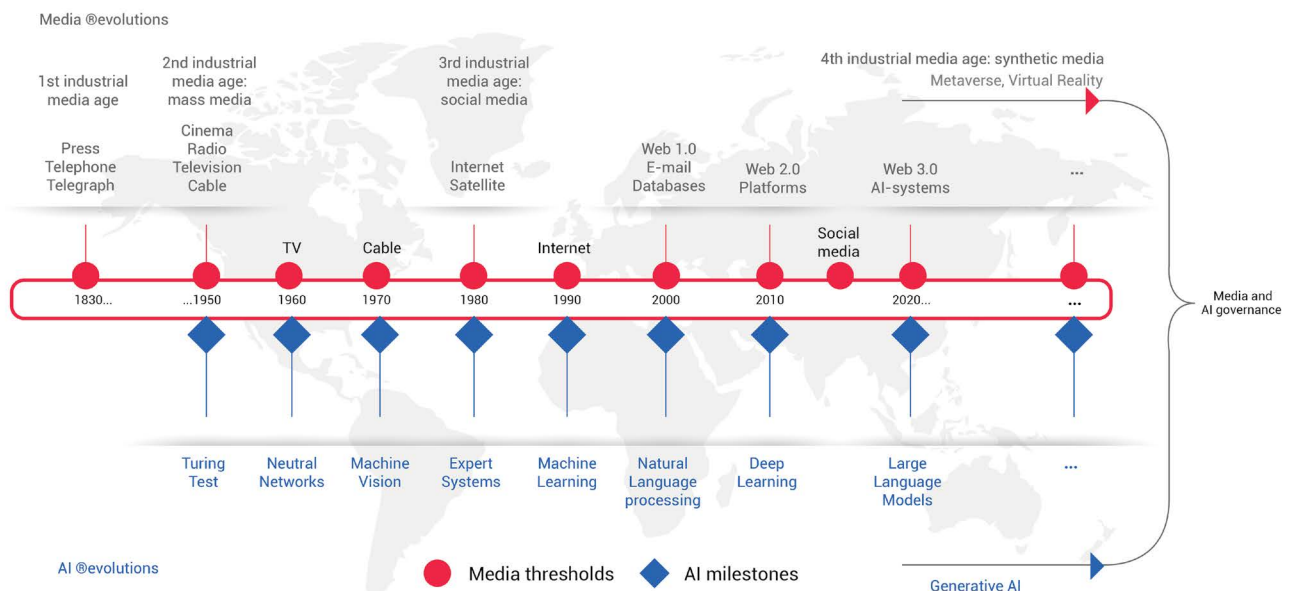 Media ®evolutions
1st industrial
media age
2nd industrial
media age:
mass media
3rd industrial
media age:
social media
4th industrial media age: synthetic media
Metaverse, Virtual Reality
Press
Telephone
Telegraph
Cinema
Radio
Television
Cable
Internet
Satellite
Web 1.0
E-mail
Databases
Web 2.0
Platforms
Web 3.0
AI-systems
...
TV
Cable
Internet
Social
media
1830...
...1950
1960
1970
1980
1990
2000
2010
2020...
...
Media and
AI governance
Turing
Test
Neutral
Networks
Machine
Vision
Expert
Systems
Machine
Learning
Natural
Language
processing
Deep
Learning
Large
Language
Models
...
AI ®evolutions
Media thresholds
AI milestones
Generative AI